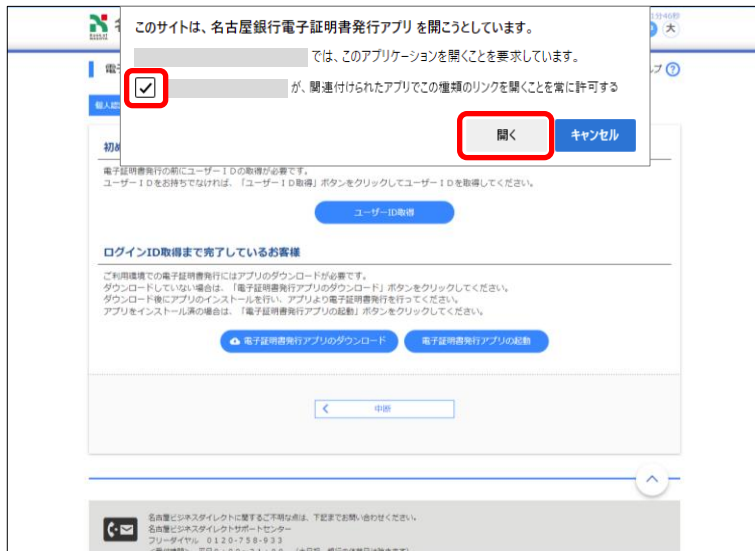 このサイトは、名古屋銀行電子証明書発行アプリ を開こうとしています。
では、このアプリケーションを開くことを要求しています。
が、関連付けられたアプリでこの種類のリンクを開くことを常に許可する
開く
キャンセル
大
電子
個人認
初め
電子証明書発行の前にユーザーＩＤの取得が必要です。
ユーザーＩＤをお持ちでなければ、「ユーザーＩＤ取得」ボタンをクリックしてユーザーＩＤを取得してください。
ユーザーID取得
ログインID取得まで完了しているお客様
ご利用環境での電子証明書発行にはアプリのダウンロードが必要です。
ダウンロードしていない場合は、「電子証明書発行アプリのダウンロード」ボタンをクリックしてください。
ダウンロード後にアプリのインストールを行い、アプリより電子証明書発行を行ってください。
アプリをインストール済の場合は、「電子証明書発行アプリの起動」ボタンをクリックしてください。
電子証明書発行アプリのダウンロード
電子証明書発行アプリの起動
中断
名古屋ビジネスダイレクトに関するご不明な点は、下記までお問い合わせください。
名古屋ビジネスダイレクトサポートセンター
フリーダイヤル ０１２０-７５８-９３３